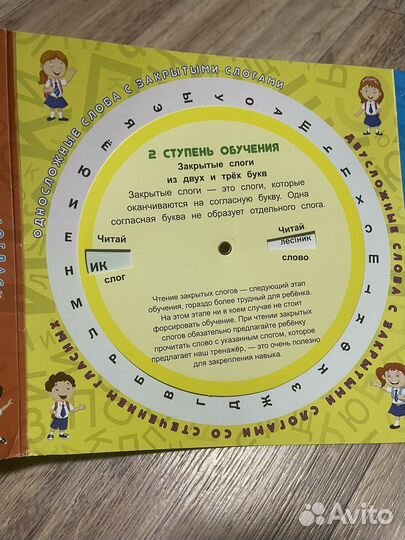 ОДНОСЛОЖНЫЕ СЛОВА С ЗАКРЫТЫМИ СЛОГАМИ
ДВУСЛОЖНЫЕ СЛОВА С ЗАКРЫТЫМИ СЛОГАМИ СО СТЕЧЕНИЕМ ГЛАСНЫХ
2 СТУПЕНЬ ОБУЧЕНИЯ
Закрытые слоги
из двух и трёх букв
Закрытые слоги — это слоги, которые
оканчиваются на согласную букву. Одна
согласная буква не образует отдельного слога.
Читай
ИК
слог
Читай
лес|ник
слово
Чтение закрытых слогов — следующий этап
обучения, гораздо более трудный для ребёнка.
На этом этапе ни в коем случае не стоит
форсировать обучение. При чтении закрытых
слогов обязательно предлагайте ребёнку
прочитать слово с указанным слогом, которое
предлагает наш тренажёр, — это очень полезно
для закрепления навыка.
Avito